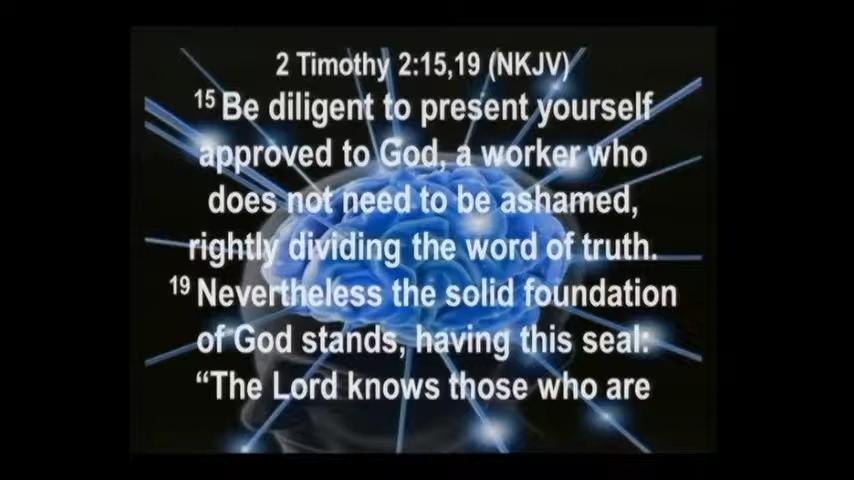 2 Timothy 2:15,19 (NKJV)
15 Be diligent to present yourself
approved to God, a worker who
does not need to be ashamed,
rightly dividing the word of truth.
19 Nevertheless the solid foundation
of God stands, having this seal:
“The Lord knows those who are